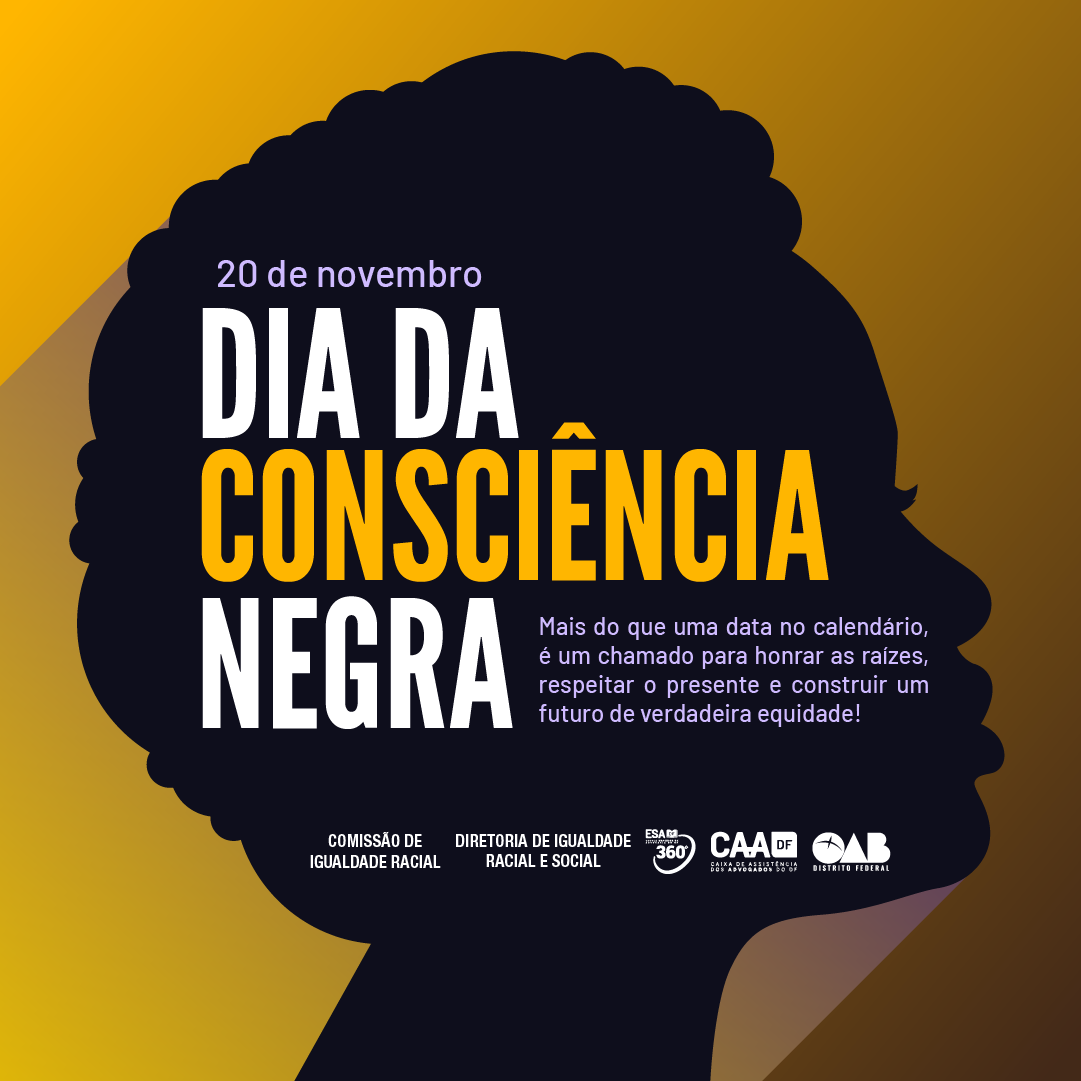 20 de novembro
DIA DA
CONSCIÊNCIA
NEGRA
Mais do que uma data no calendário,
é um chamado para honrar as raízes,
respeitar o presente e construir um
futuro de verdadeira equidade!
COMISSÃO DE
IGUALDADE RACIAL
DIRETORIA DE IGUALDADE
RACIAL E SOCIAL
ESA
360°
CAA DF
CAIXA DE ASSISTÊNCIA
DOS ADVOGADOS DO DF
OAB
DISTRITO FEDERAL